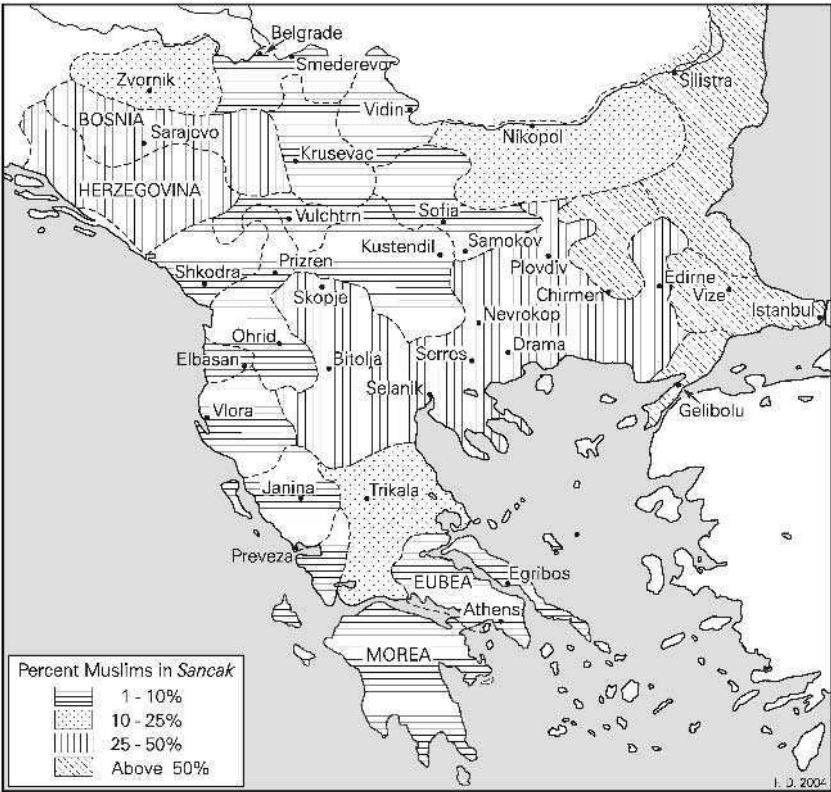 Belgrade
Smederevo
Zvornik
Silistra
Vidin
BOSNIA
Sarajevo
Nikopol
Krusevac
HERZEGOVINA
Vulchtrn
Sofia
Kustendil
Samokov
Prizren
Plovdiv
Shkodra
Edirne
Skopje
Chirmen
Vize
Istanbul
Nevrokop
Ohrid
Drama
Elbasan
Bitolja
Serres
Selanik
Vlora
Gelibolu
Janina
Trikala
Preveza
EUBEA
Egribos
Athens
MOREA
Percent Muslims in Sancak
1 - 10%
10 - 25%
25 - 50%
Above 50%
I. D. 2004